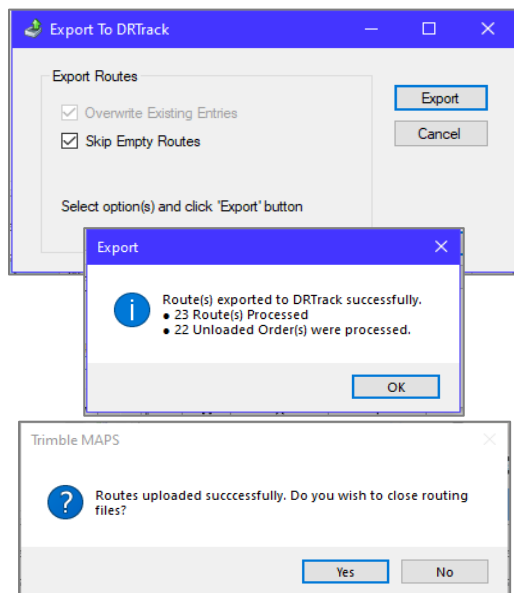 Export To DRTrack
Export Routes
Overwrite Existing Entries
Skip Empty Routes
Select option(s) and click 'Export' button
Export
Cancel
Export
Route(s) exported to DRTrack successfully.
● 23 Route(s) Processed
● 22 Unloaded Order(s) were processed.
OK
Trimble MAPS
Routes uploaded succcessfully. Do you wish to close routing
files?
Yes
No